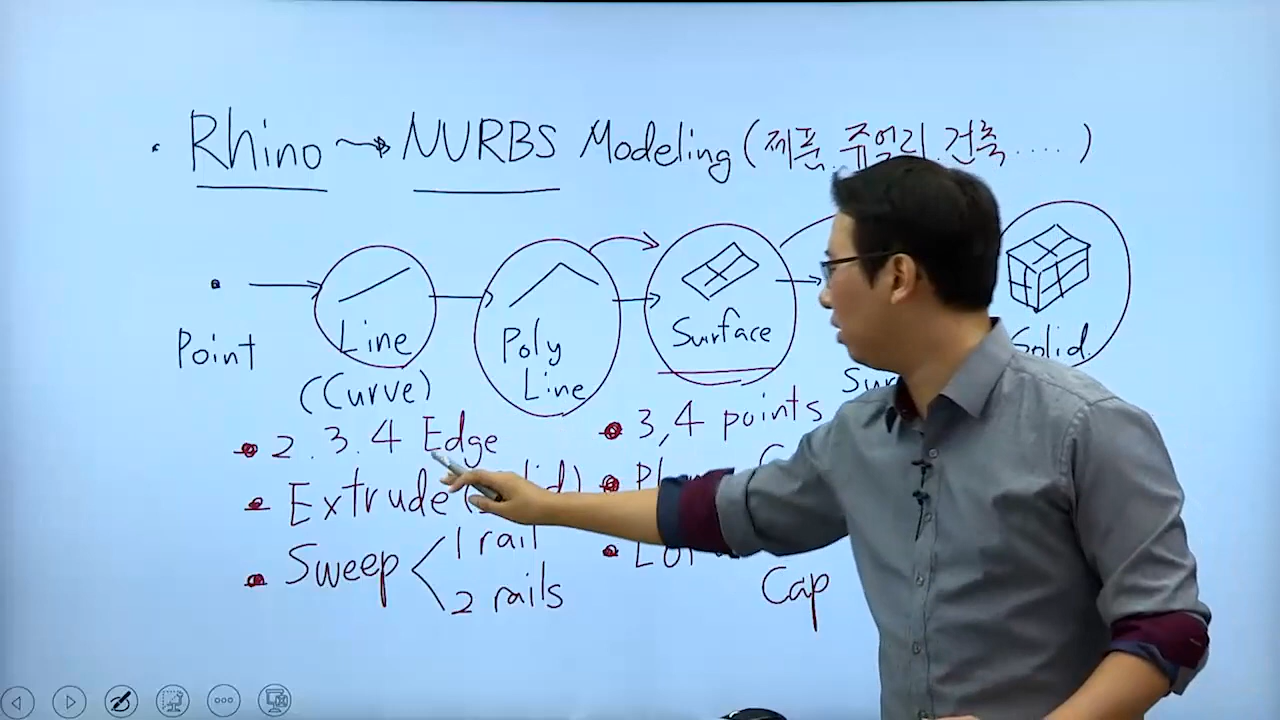 · Rhino → NURBS Modeling (제품. 주얼리. 건축 .... )
Point
Line
(Curve)
Poly
Line
Surface
Solid
2. 3. 4 Edge
Extrude
Sweep < 1 rail
2 rails
3, 4 points
Cap